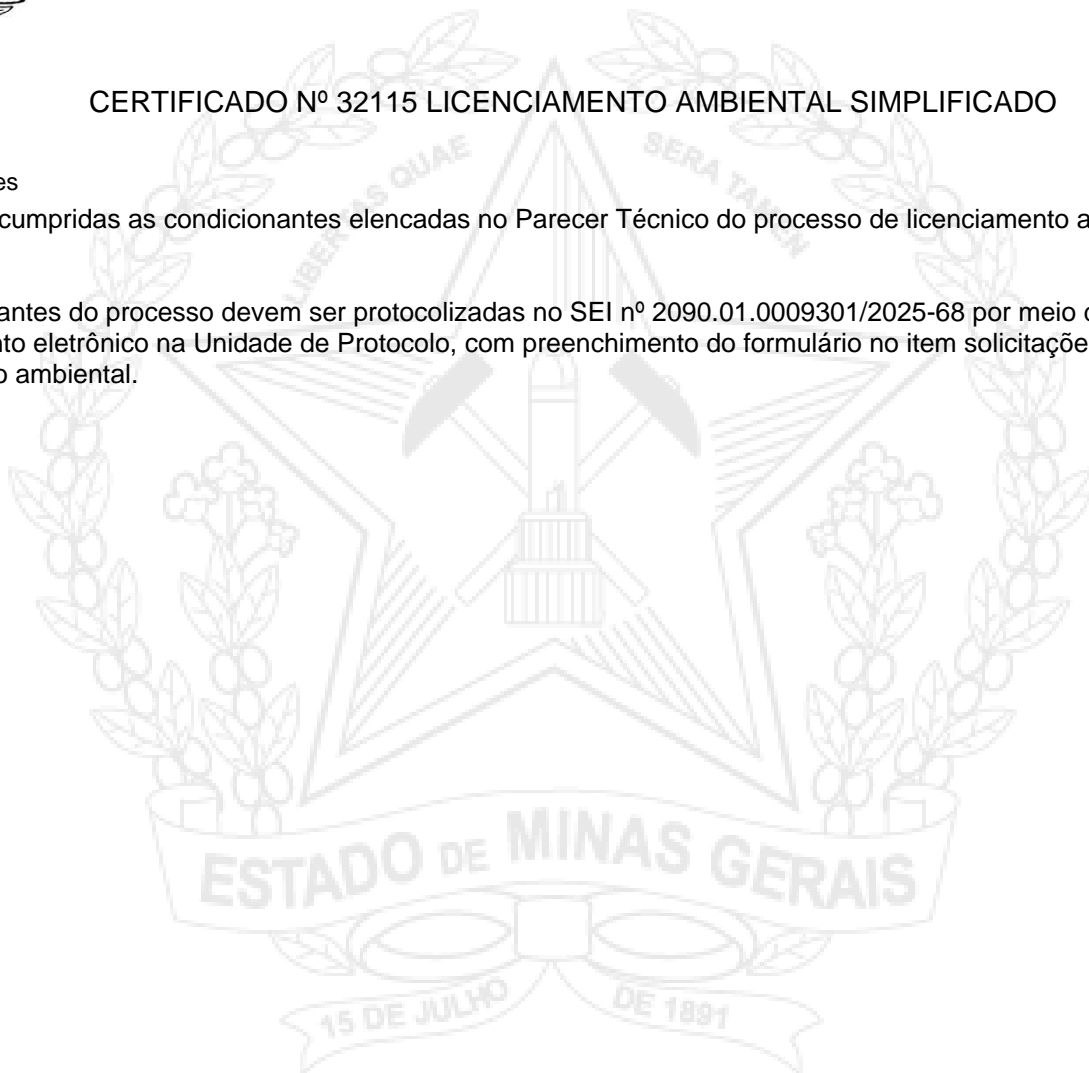 CERTIFICADO Nº 32115 LICENCIAMENTO AMBIENTAL SIMPLIFICADO
es
cumpridas as condicionantes elencadas no Parecer Técnico do processo de licenciamento a
antes do processo devem ser protocolizadas no SEI nº 2090.01.0009301/2025-68 por meio
nto eletrônico na Unidade de Protocolo, com preenchimento do formulário no item solicitaçõe
o ambiental.
LIBERTAS QUAE SERA TAMEN
ESTADO DE MINAS GERAIS
15 DE JULHO DE 1891